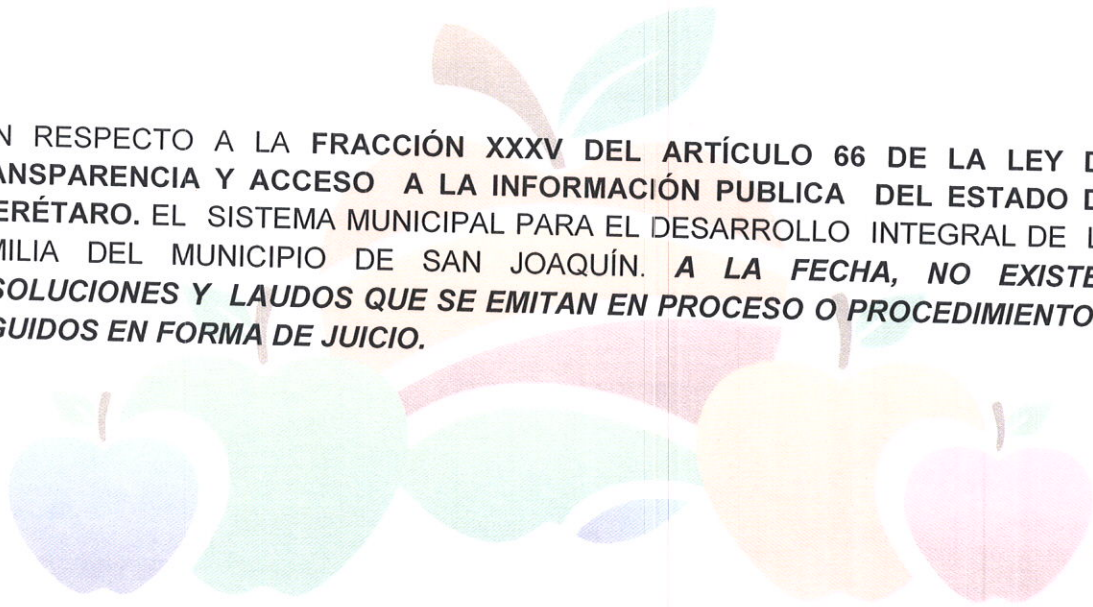 N RESPECTO A LA FRACCIÓN XXXV DEL ARTÍCULO 66 DE LA LEY D
ANSPARENCIA Y ACCESO A LA INFORMACIÓN PUBLICA DEL ESTADO D
ERÉTARO. EL SISTEMA MUNICIPAL PARA EL DESARROLLO INTEGRAL DE L
MILIA DEL MUNICIPIO DE SAN JOAQUÍN. A LA FECHA, NO EXISTE
SOLUCIONES Y LAUDOS QUE SE EMITAN EN PROCESO O PROCEDIMIENTO
GUIDOS EN FORMA DE JUICIO.